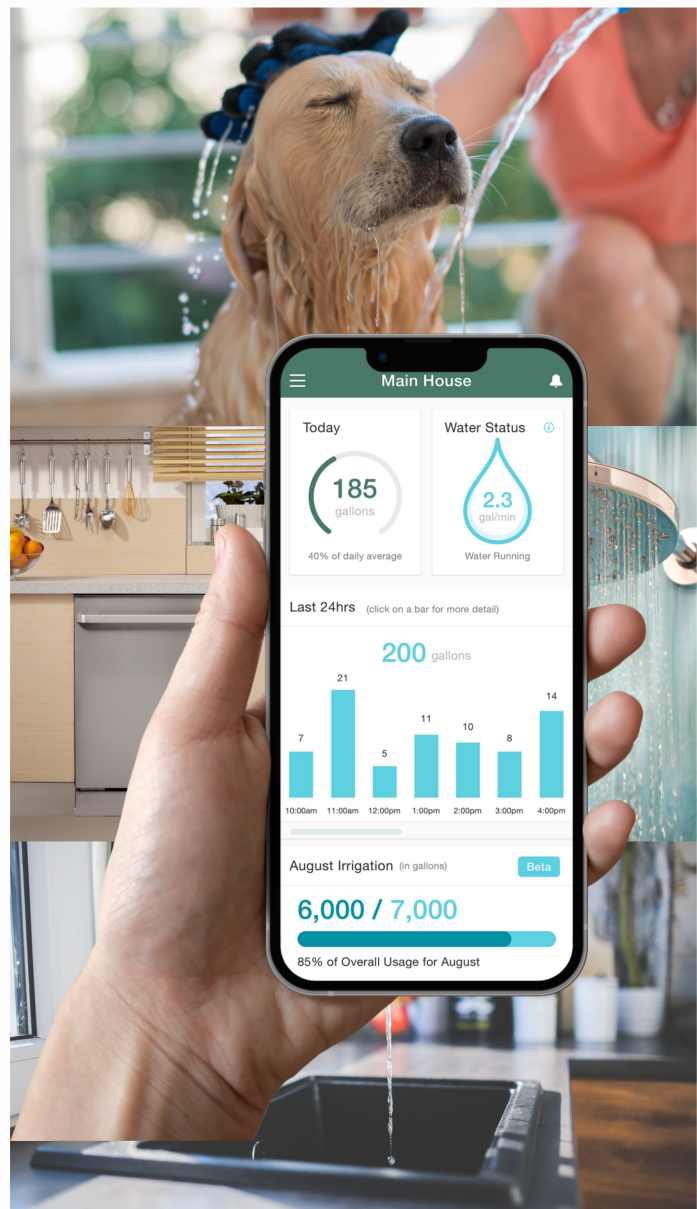 Main House
Today
Water Status
185
gallons
2.3
gal/min
40% of daily average
Water Running
Last 24hrs (click on a bar for more detail)
200 gallons
7
21
5
11
10
8
14
10:00am 11:00am 12:00pm 1:00pm 2:00pm 3:00pm 4:00pm
August Irrigation (in gallons)
Beta
6,000 / 7,000
85% of Overall Usage for August